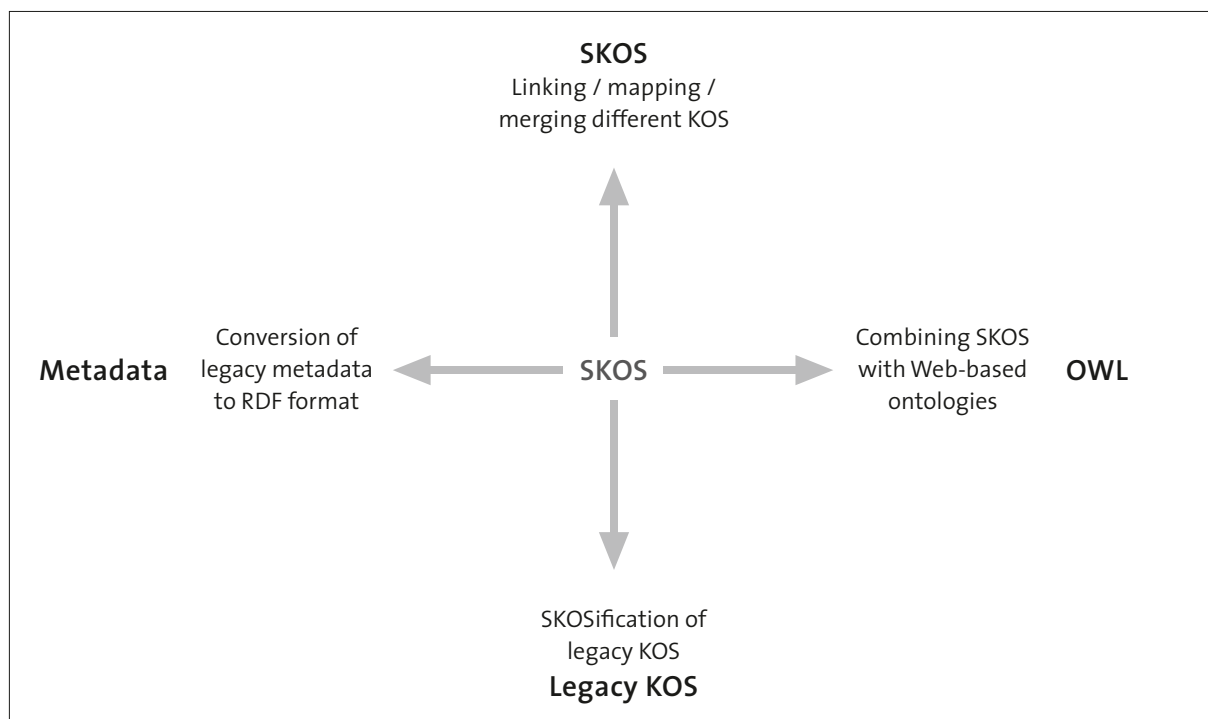 SKOS
Linking / mapping /
merging different KOS
Metadata
Conversion of
legacy metadata
to RDF format
SKOS
Combining SKOS
with Web-based
ontologies
OWL
SKOSification of
legacy KOS
Legacy KOS